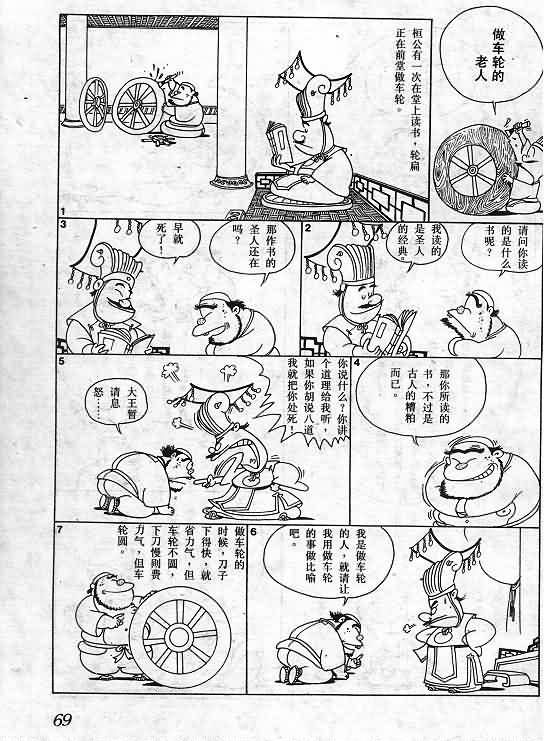 做车轮的
老人
桓公有一次在堂上读书，轮扁
正在前堂做车轮。
1
2
请问你读
的是什么
书呢？
我读的
是圣人
的经典。
3
那作书的
圣人还在
吗？
早就
死了！
4
那你所读的
书，不过是
古人的糟粕
而已。
5
你说什么？你讲
个道理给我听，
如果你胡说八道
我就把你处死！
大王暂
请息
怒……
6
我是做车轮
的人，就请让
我用做车轮
的事做比喻
吧。
7
做车轮的
时候，刀子
下得快，就
省力气，但
车轮不圆，
下刀慢则费
力气，但车
轮圆。
69